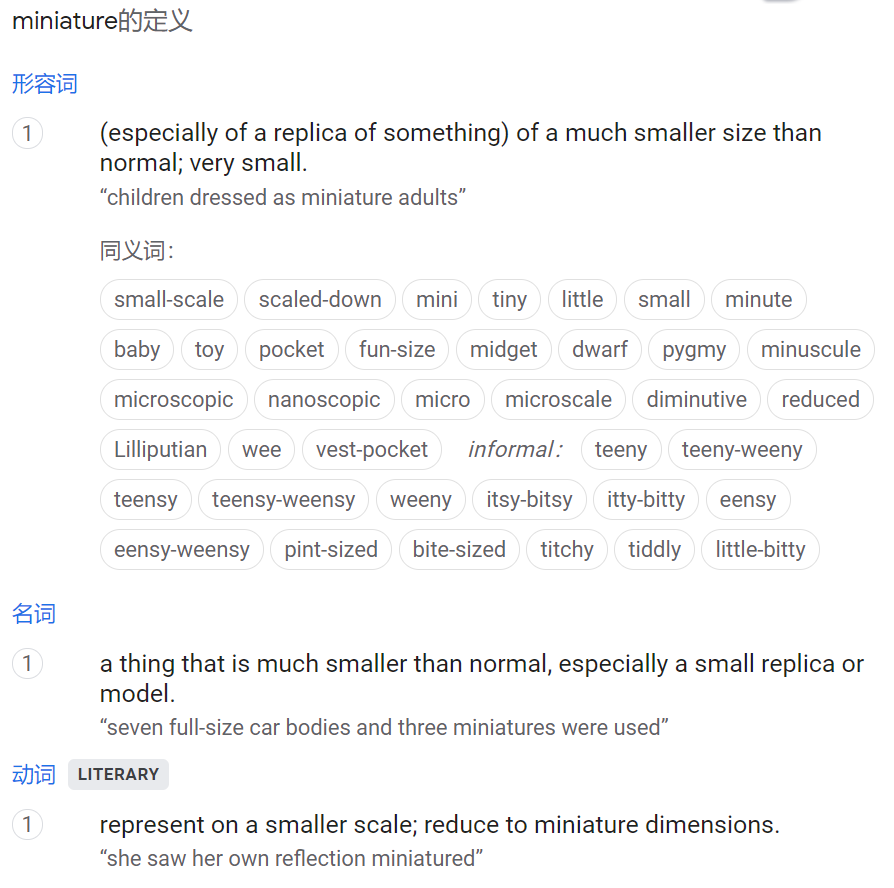 miniature的定义
形容词
1 (especially of a replica of something) of a much smaller size than
normal; very small.
“children dressed as miniature adults”
同义词：
small-scale scaled-down mini tiny little small minute
baby toy pocket fun-size midget dwarf pygmy minuscule
microscopic nanoscopic micro microscale diminutive reduced
Lilliputian wee vest-pocket informal： teeny teeny-weeny
teensy teensy-weensy weeny itsy-bitsy itty-bitty eensy
eensy-weensy pint-sized bite-sized titchy tiddly little-bitty
名词
1 a thing that is much smaller than normal, especially a small replica or
model.
“seven full-size car bodies and three miniatures were used”
动词 LITERARY
1 represent on a smaller scale; reduce to miniature dimensions.
“she saw her own reflection miniatured”